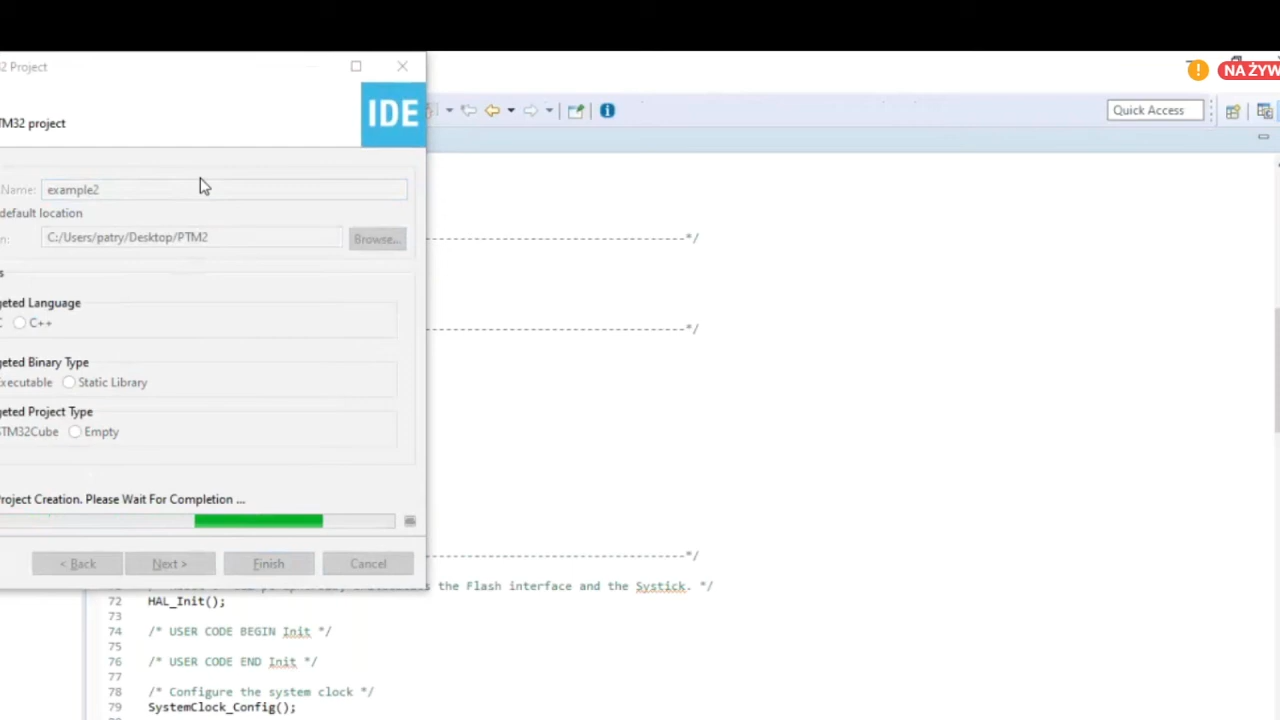 2 Project
NA ŻYW
IDE
TM32 project
Quick Access
Name: example2
default location
n: C:/Users/patry/Desktop/PTM2 Browse...
s
geted Language
C C++
geted Binary Type
xecutable Static Library
geted Project Type
STM32Cube Empty
Project Creation. Please Wait For Completion ...
< Back Next > Finish Cancel
--------------------------------------*/
--------------------------------------*/
--------------------------------------*/
s the Flash interface and the Systick. */
72 HAL_Init();
73
74 /* USER CODE BEGIN Init */
75
76 /* USER CODE END Init */
77
78 /* Configure the system clock */
79 SystemClock_Config();